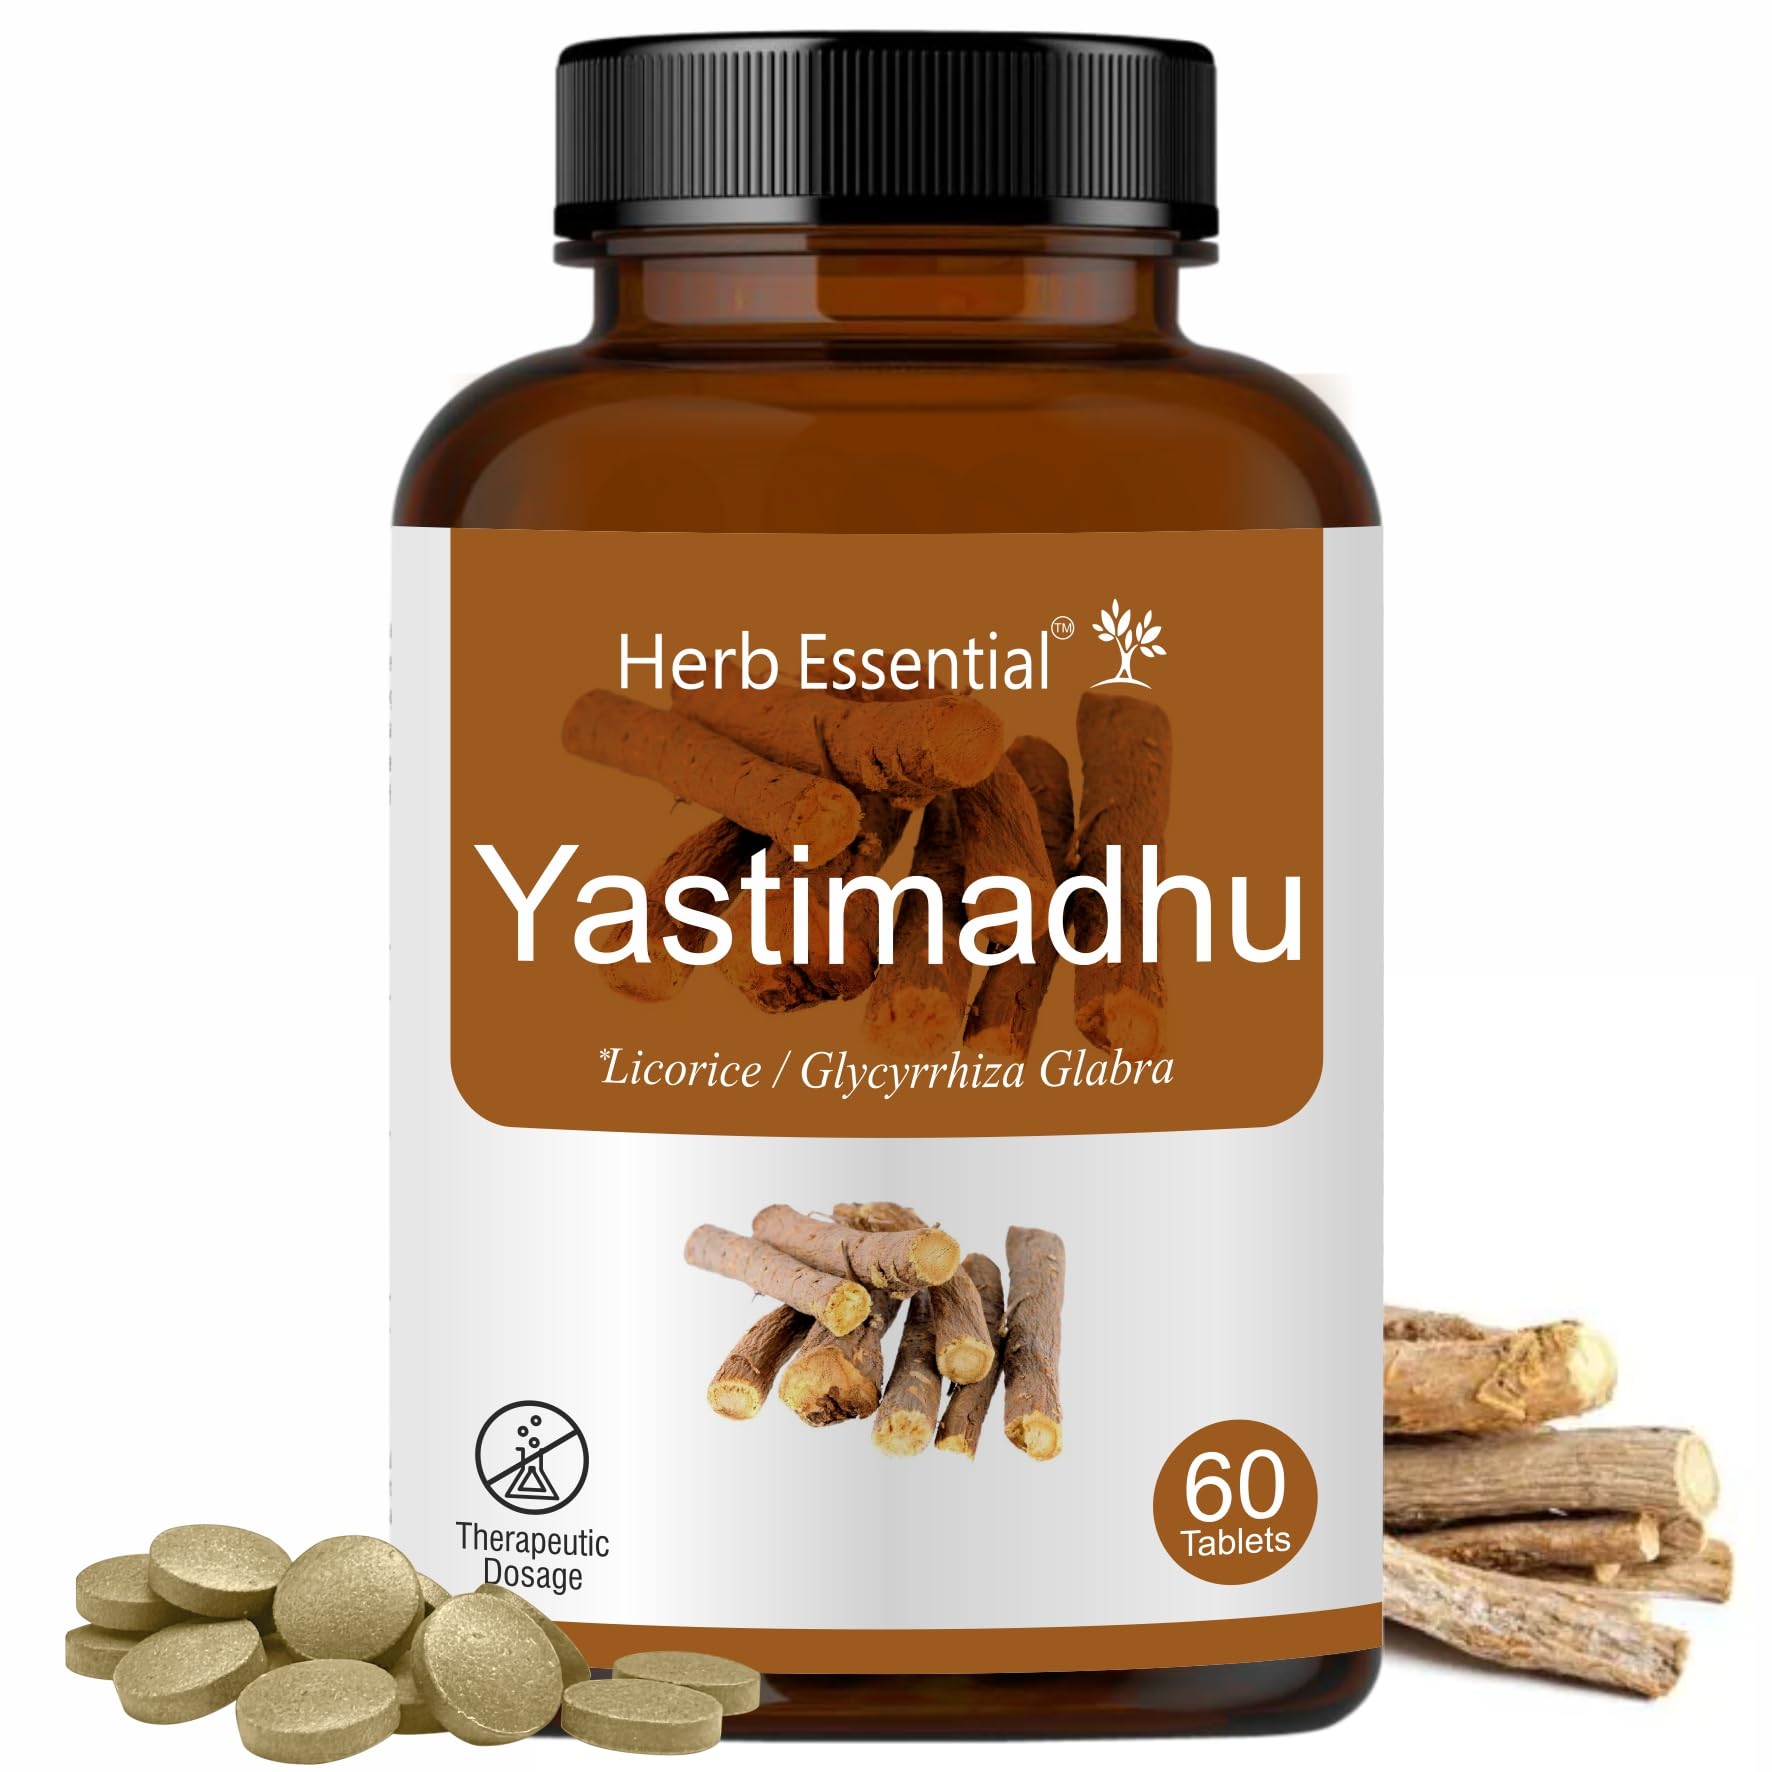 Herb Essential™
Yastimadhu
*Licorice / Glycyrrhiza Glabra
Therapeutic
Dosage
60
Tablets